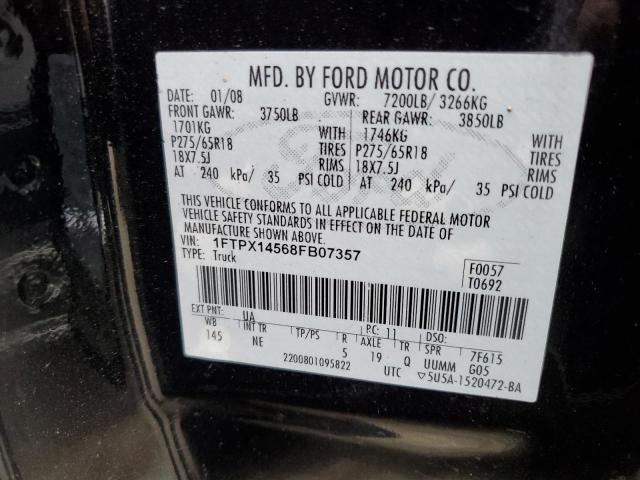 MFD. BY FORD MOTOR CO.
DATE: 01/08 GVWR: 7200LB/ 3266KG
FRONT GAWR: 3750LB REAR GAWR: 3850LB
1701KG WITH 1746KG WITH
P275/65R18 TIRES P275/65R18 TIRES
18X7.5J RIMS 18X7.5J RIMS
AT 240 kPa/ 35 PSI COLD AT 240 kPa/ 35 PSI COLD
THIS VEHICLE CONFORMS TO ALL APPLICABLE FEDERAL MOTOR
VEHICLE SAFETY STANDARDS IN EFFECT ON THE DATE OF
MANUFACTURE SHOWN ABOVE.
VIN: 1FTPX14568FB07357
TYPE: Truck
F0057
T0692
EXT PNT: UA PC: 11 DSO:
WB INT TR TP/PS R AXLE TR SPR 7F615
145 NE 5 19 Q UUMM G05
2200801095822 UTC ▽5U5A-1520472-BA
Ford